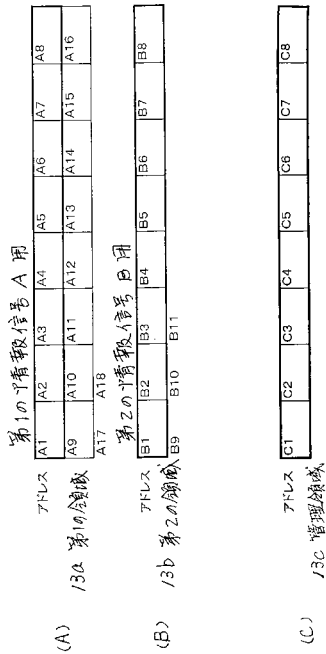 第1の情報信号 A 用
アドレス A1 A2 A3 A4 A5 A6 A7 A8
A9 A10 A11 A12 A13 A14 A15 A16
A17 A18
(A) 13a 第1の領域
第2の情報信号 B 用
アドレス B1 B2 B3 B4 B5 B6 B7 B8
B9 B10 B11
(B) 13b 第2の領域
アドレス C1 C2 C3 C4 C5 C6 C7 C8
(C) 13c 管理領域